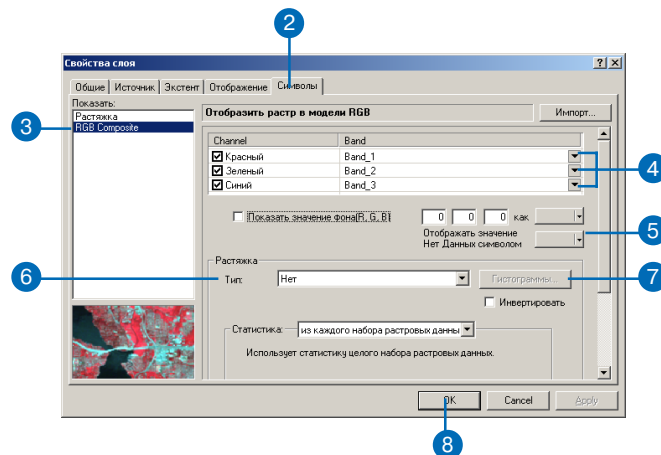 2
Свойства слоя
Общие Источник Экстент Отображение Символы
Показать:
Растяжка
RGB Composite
3
Отобразить растр в модели RGB
Импорт...
Channel Band
Красный Band_1
Зеленый Band_2
Синий Band_3
4
Показать значение фона(R, G, B) 0 0 0 как
Отображать значение
Нет Данных символом
5
Растяжка
6
Тип: Нет
Гистограммы...
7
Инвертировать
Статистика: из каждого набора растровых данны
Использует статистику целого набора растровых данных.
OK Cancel Apply
8